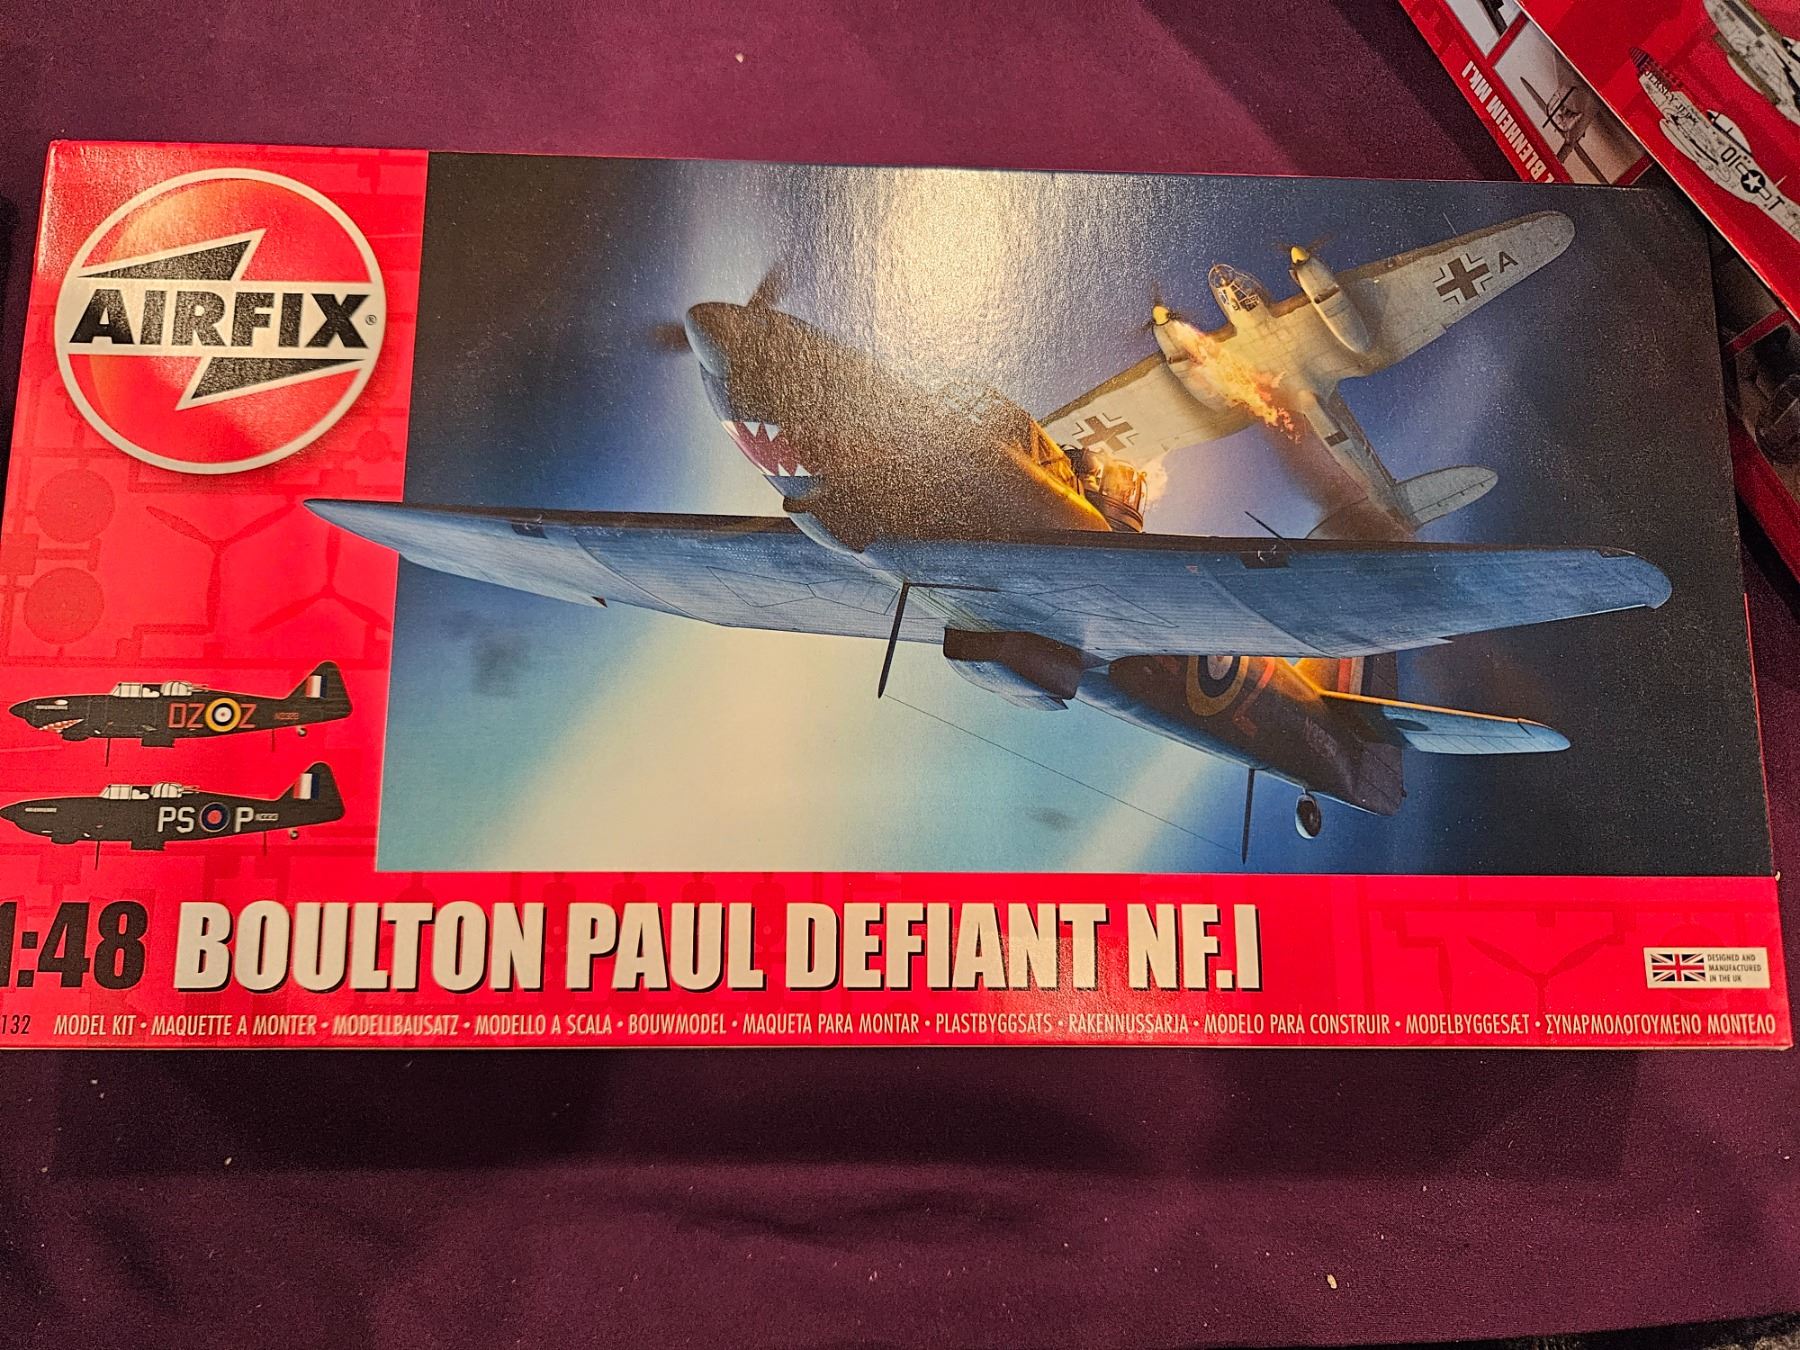 BLENHEIM MK.I
AIRFIX®
A
DZ Z
PS P
1:48 BOULTON PAUL DEFIANT NF.I
DESIGNED AND
MANUFACTURED
IN THE UK
132 MODEL KIT • MAQUETTE A MONTER • MODELLBAUSATZ • MODELLO A SCALA • BOUWMODEL • MAQUETA PARA MONTAR • PLASTBYGGSATS • RAKENNUSSARJA • MODELO PARA CONSTRUIR • MODELBYGGESÆT • ΣΥΝΑΡΜΟΛΟΓΟΥΜΕΝΟ ΜΟΝΤΕΛΟ